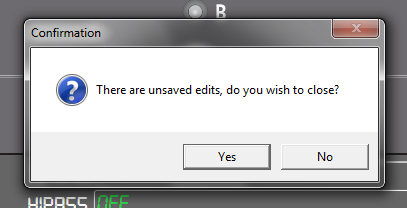 B
Confirmation
There are unsaved edits, do you wish to close?
Yes
No
HIPASS OFF